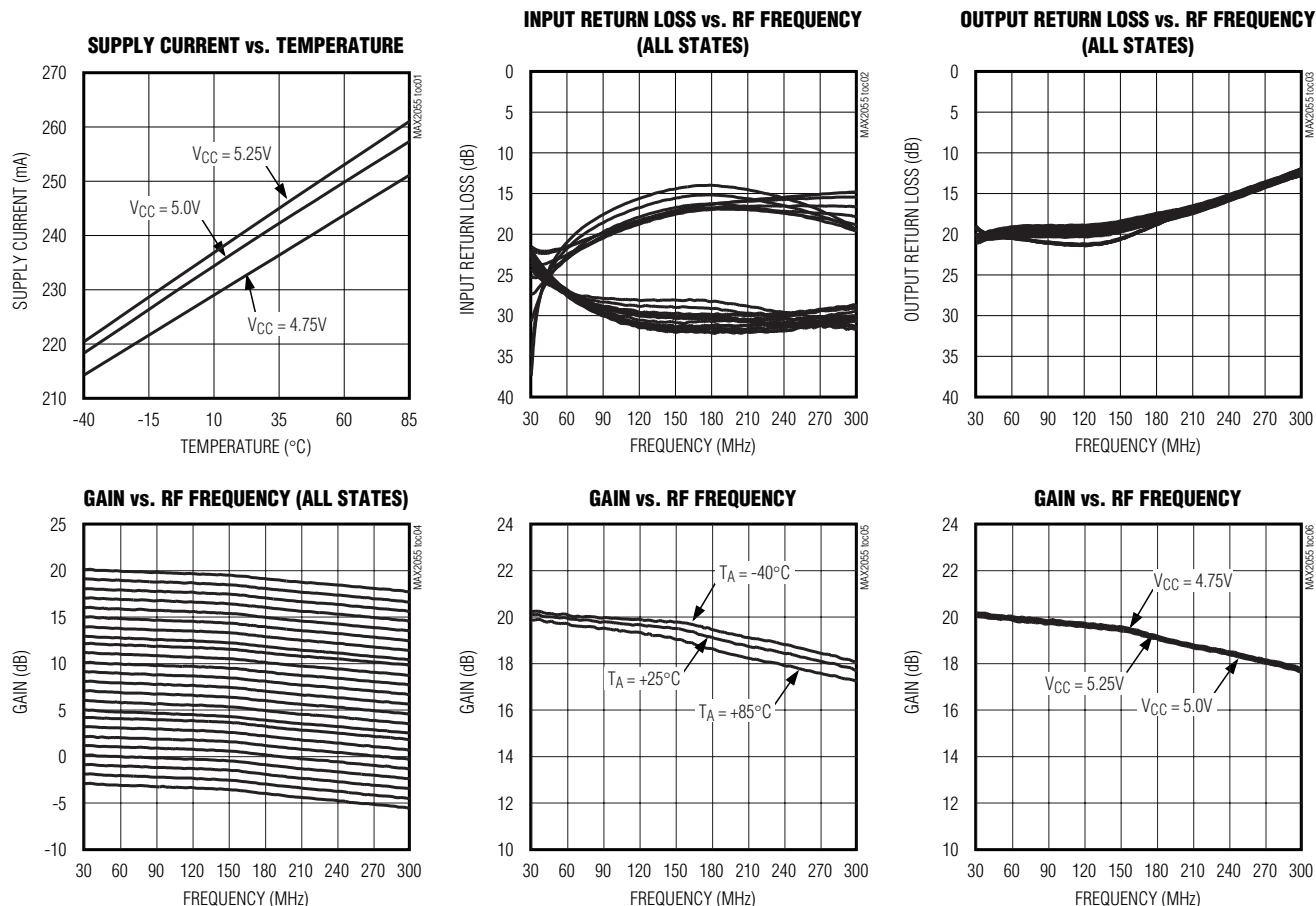 SUPPLY CURRENT vs. TEMPERATURE
MAX2055 toc01
SUPPLY CURRENT (mA)
270
260
250
240
230
220
210
VCC = 5.25V
VCC = 5.0V
VCC = 4.75V
-40 -15 10 35 60 85
TEMPERATURE (°C)
INPUT RETURN LOSS vs. RF FREQUENCY
(ALL STATES)
MAX2055 toc02
INPUT RETURN LOSS (dB)
0
5
10
15
20
25
30
35
40
30 60 90 120 150 180 210 240 270 300
FREQUENCY (MHz)
OUTPUT RETURN LOSS vs. RF FREQUENCY
(ALL STATES)
MAX2055 toc03
OUTPUT RETURN LOSS (dB)
0
5
10
15
20
25
30
35
40
30 60 90 120 150 180 210 240 270 300
FREQUENCY (MHz)
GAIN vs. RF FREQUENCY (ALL STATES)
MAX2055 toc04
GAIN (dB)
25
20
15
10
5
0
-5
-10
30 60 90 120 150 180 210 240 270 300
FREQUENCY (MHz)
GAIN vs. RF FREQUENCY
MAX2055 toc05
GAIN (dB)
24
22
20
18
16
14
12
10
TA = -40°C
TA = +25°C
TA = +85°C
30 60 90 120 150 180 210 240 270 300
FREQUENCY (MHz)
GAIN vs. RF FREQUENCY
MAX2055 toc06
GAIN (dB)
24
22
20
18
16
14
12
10
VCC = 4.75V
VCC = 5.25V
VCC = 5.0V
30 60 90 120 150 180 210 240 270 300
FREQUENCY (MHz)